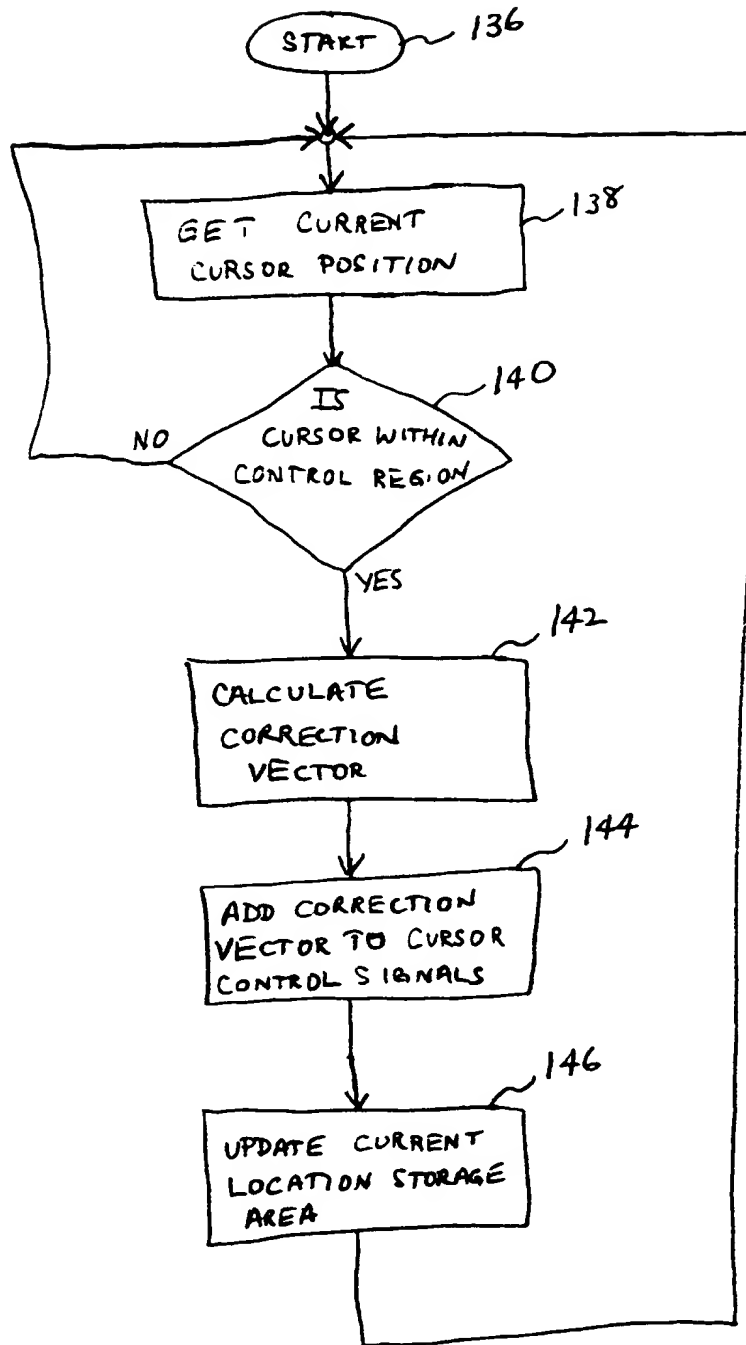 START
136
GET CURRENT
CURSOR POSITION
138
IS
CURSOR WITHIN
CONTROL REGION
140
NO
YES
142
CALCULATE
CORRECTION
VECTOR
144
ADD CORRECTION
VECTOR TO CURSOR
CONTROL SIGNALS
146
UPDATE CURRENT
LOCATION STORAGE
AREA